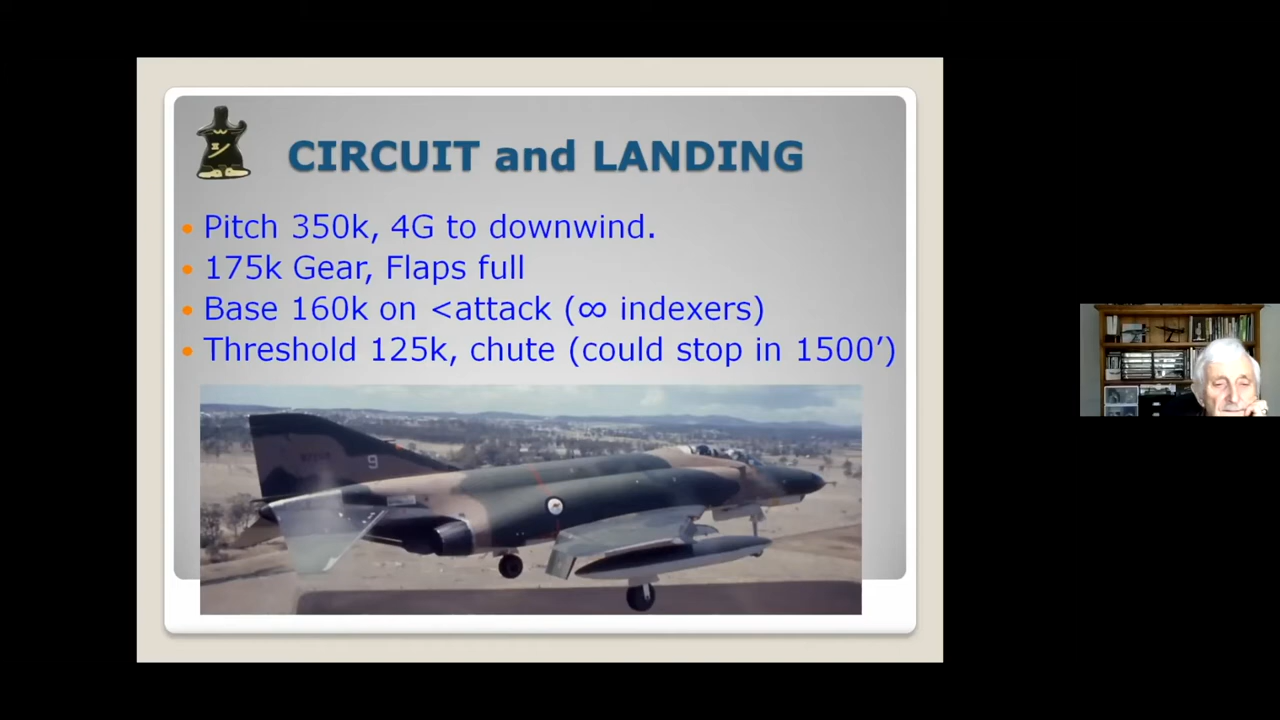 CIRCUIT and LANDING
Pitch 350k, 4G to downwind.
175k Gear, Flaps full
Base 160k on <attack (∞ indexers)
Threshold 125k, chute (could stop in 1500’)
9